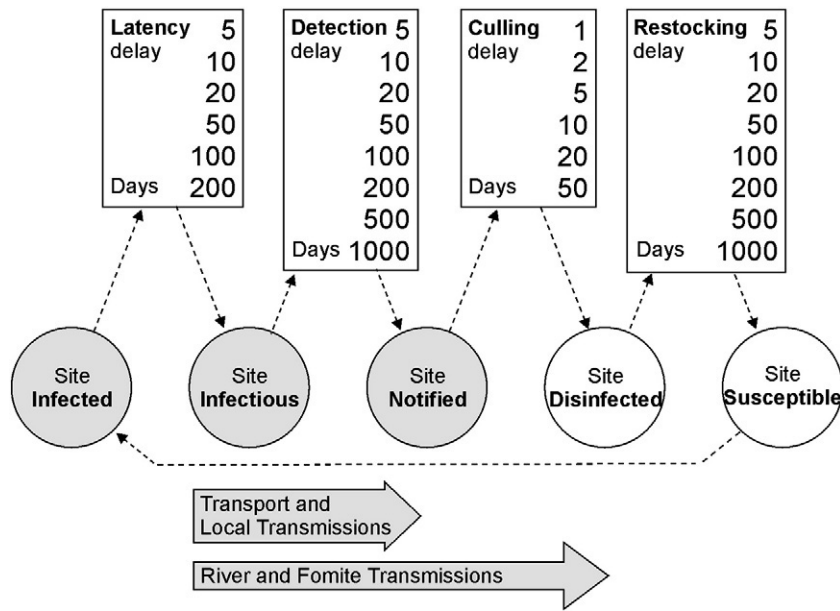 Latency 5
delay
10
20
50
100
Days 200
Detection 5
delay
10
20
50
100
200
500
Days 1000
Culling 1
delay
2
5
10
20
Days 50
Restocking 5
delay
10
20
50
100
200
500
Days 1000
Site
Infected
Site
Infectious
Site
Notified
Site
Disinfected
Site
Susceptible
Transport and
Local Transmissions
River and Fomite Transmissions